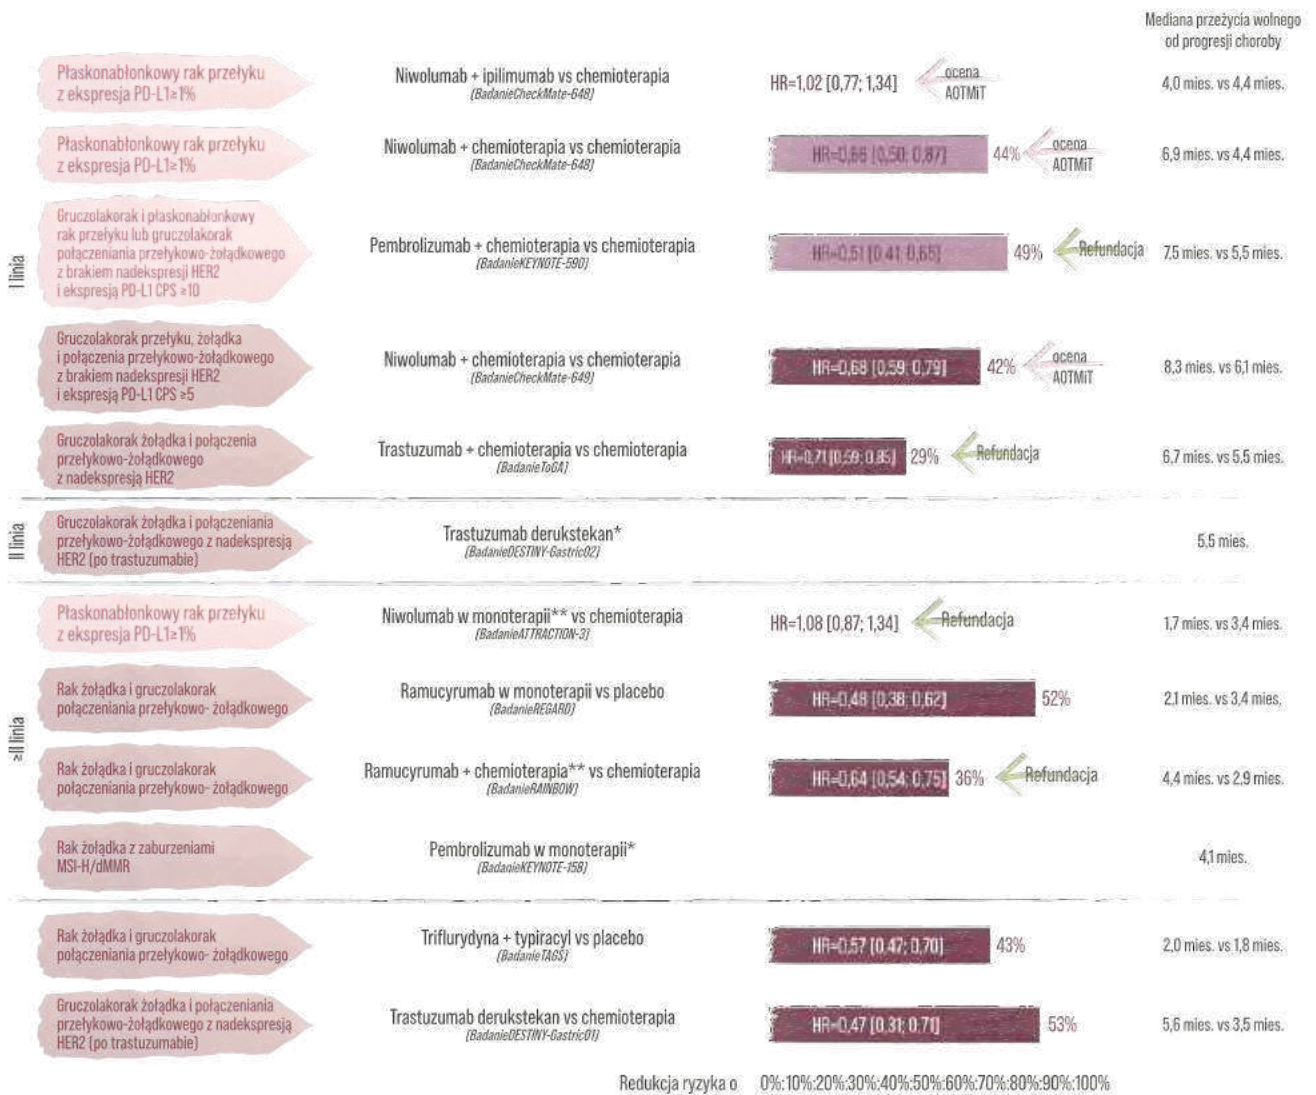 Mediana przeżycia wolnego
od progresji choroby
I linia
Płaskonabłonkowy rak przełyku
z ekspresja PD-L1≥1%
Niwolumab + ipilimumab vs chemioterapia
(BadanieCheckMate-648)
HR=1,02 [0,77; 1,34]
ocena
AOTMiT
4,0 mies. vs 4,4 mies.
Płaskonabłonkowy rak przełyku
z ekspresja PD-L1≥1%
Niwolumab + chemioterapia vs chemioterapia
(BadanieCheckMate-648)
HR=0,66 [0,50; 0,87]
44%
ocena
AOTMiT
6,9 mies. vs 4,4 mies.
Gruczolakorak i płaskonabłonkowy
rak przełyku lub gruczolakorak
połączeniania przełykowo-żołądkowego
z brakiem nadekspresji HER2
i ekspresją PD-L1 CPS ≥10
Pembrolizumab + chemioterapia vs chemioterapia
(BadanieKEYNOTE-590)
HR=0,51 [0,41; 0,65]
49%
Refundacja
7,5 mies. vs 5,5 mies.
Gruczolakorak przełyku, żołądka
i połączenia przełykowo-żołądkowego
z brakiem nadekspresji HER2
i ekspresją PD-L1 CPS ≥5
Niwolumab + chemioterapia vs chemioterapia
(BadanieCheckMate-649)
HR=0,68 [0,59; 0,79]
42%
ocena
AOTMiT
8,3 mies. vs 6,1 mies.
Gruczolakorak żołądka i połączenia
przełykowo-żołądkowego
z nadekspresją HER2
Trastuzumab + chemioterapia vs chemioterapia
(BadanieToGA)
HR=0,71 [0,59; 0,85]
29%
Refundacja
6,7 mies. vs 5,5 mies.
II linia
Gruczolakorak żołądka i połączeniania
przełykowo-żołądkowego z nadekspresją
HER2 (po trastuzumabie)
Trastuzumab derukstekan*
(BadanieDESTINY-Gastric02)
5,5 mies.
≥II linia
Płaskonabłonkowy rak przełyku
z ekspresja PD-L1≥1%
Niwolumab w monoterapii** vs chemioterapia
(BadanieATTRACTION-3)
HR=1,08 [0,87; 1,34]
Refundacja
1,7 mies. vs 3,4 mies.
Rak żołądka i gruczolakorak
połączeniania przełykowo- żołądkowego
Ramucyrumab w monoterapii vs placebo
(BadanieREGARD)
HR=0,48 [0,38; 0,62]
52%
2,1 mies. vs 3,4 mies.
Rak żołądka i gruczolakorak
połączeniania przełykowo- żołądkowego
Ramucyrumab + chemioterapia** vs chemioterapia
(BadanieRAINBOW)
HR=0,64 [0,54; 0,75]
36%
Refundacja
4,4 mies. vs 2,9 mies.
Rak żołądka z zaburzeniami
MSI-H/dMMR
Pembrolizumab w monoterapii*
(BadanieKEYNOTE-158)
4,1 mies.
Rak żołądka i gruczolakorak
połączeniania przełykowo- żołądkowego
Triflurydyna + typiracyl vs placebo
(BadanieTAGS)
HR=0,57 [0,47; 0,70]
43%
2,0 mies. vs 1,8 mies.
Gruczolakorak żołądka i połączeniania
przełykowo-żołądkowego z nadekspresją
HER2 (po trastuzumabie)
Trastuzumab derukstekan vs chemioterapia
(BadanieDESTINY-Gastric01)
HR=0,47 [0,31; 0,71]
53%
5,6 mies. vs 3,5 mies.
Redukcja ryzyka o 0%:10%:20%:30%:40%:50%:60%:70%:80%:90%:100%